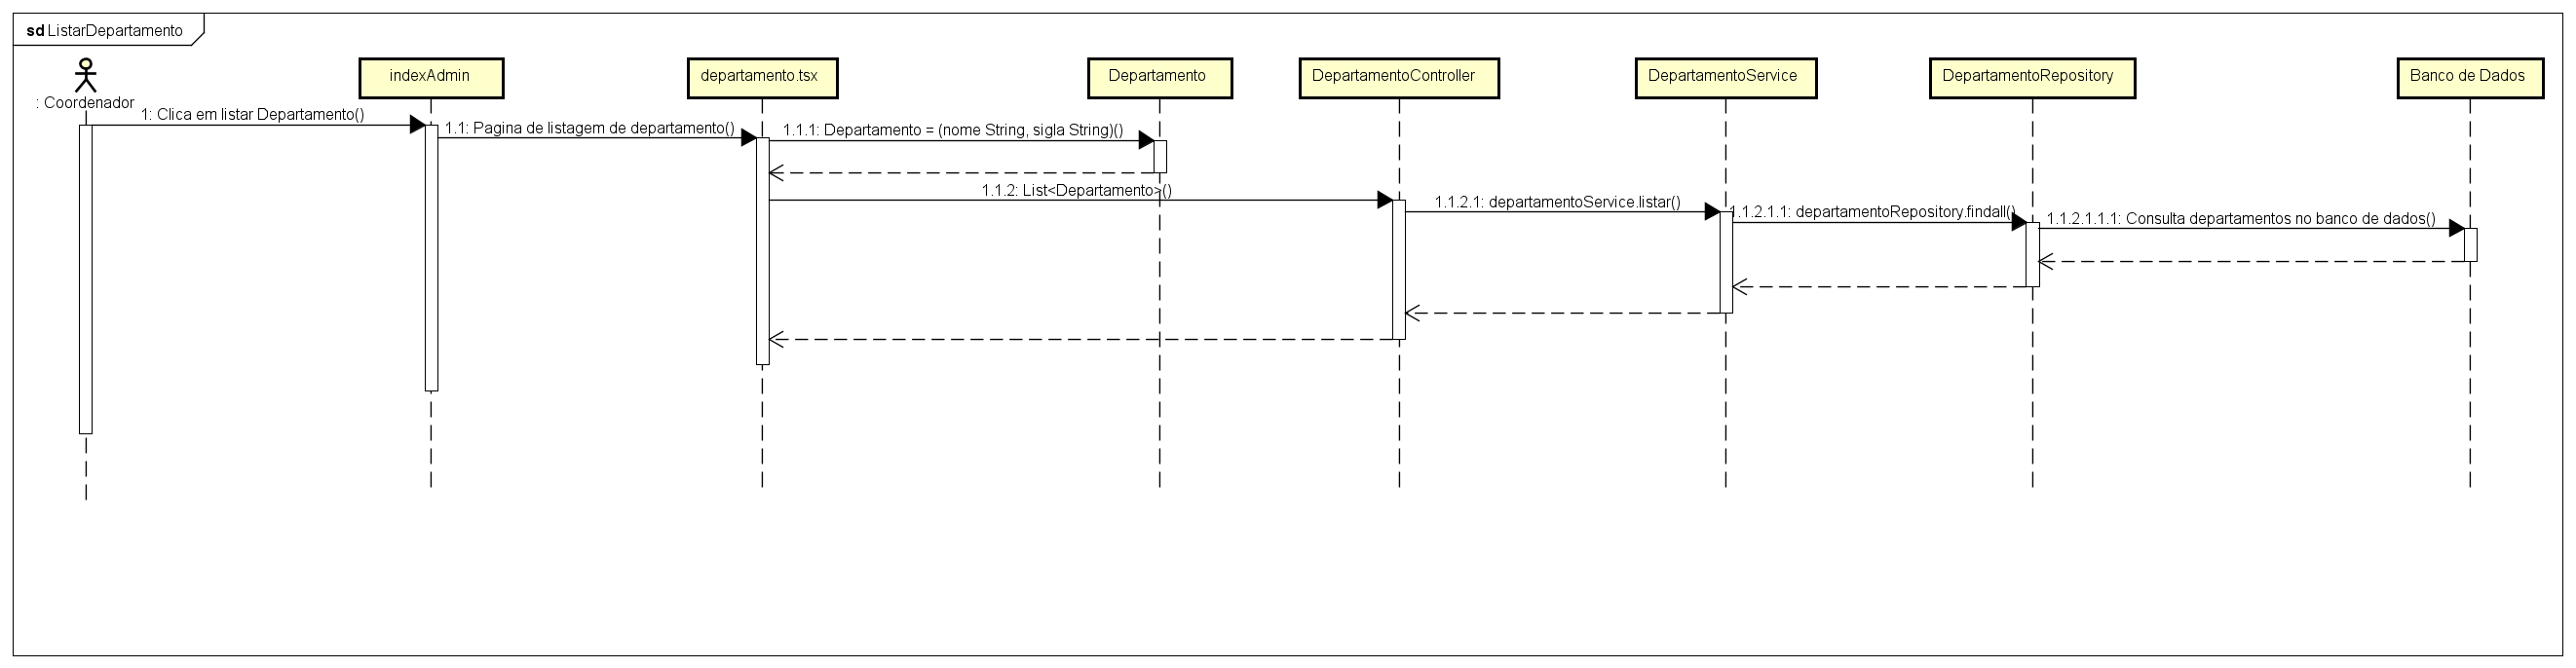 sd ListarDepartamento
: Coordenador
indexAdmin
departamento.tsx
Departamento
DepartamentoController
DepartamentoService
DepartamentoRepository
Banco de Dados
1: Clica em listar Departamento()
1.1: Pagina de listagem de departamento()
1.1.1: Departamento = (nome String, sigla String)()
1.1.2: List<Departamento>()
1.1.2.1: departamentoService.listar()
1.1.2.1.1: departamentoRepository.findall()
1.1.2.1.1.1: Consulta departamentos no banco de dados()